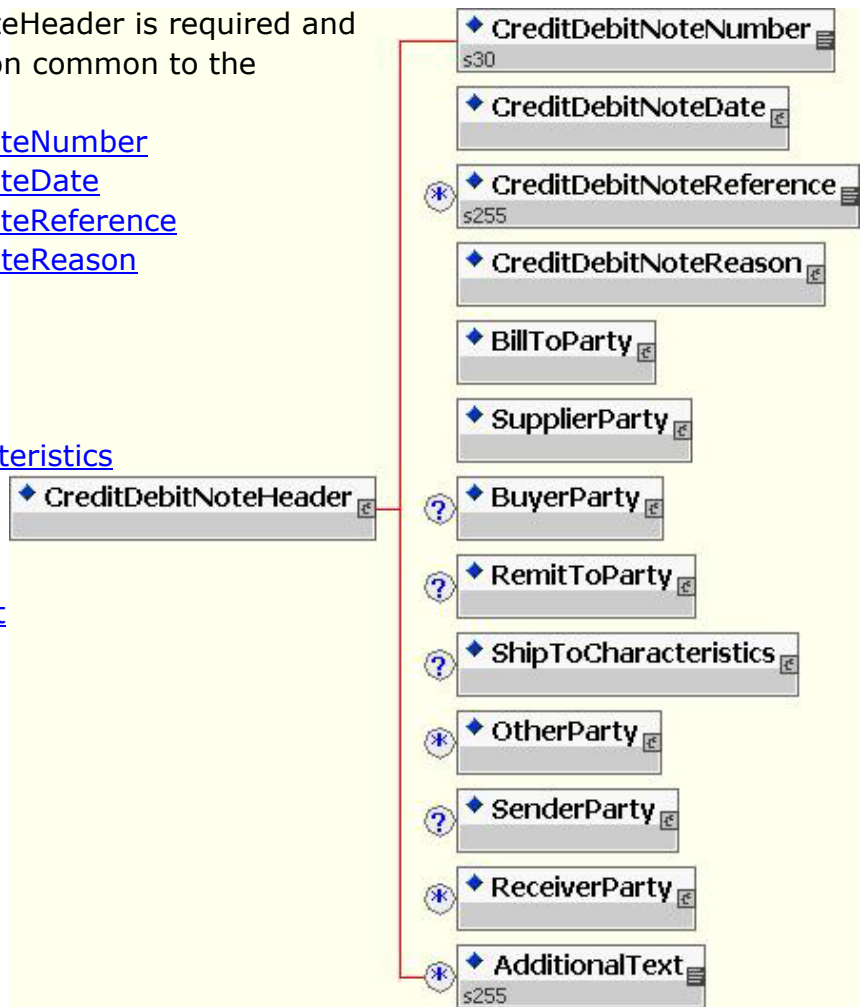 teHeader is required and
on common to the
teNumber
teDate
teReference
teReason
teristics
t
CreditDebitNoteHeader
CreditDebitNoteNumber
s30
CreditDebitNoteDate
* CreditDebitNoteReference
s255
CreditDebitNoteReason
BillToParty
SupplierParty
? BuyerParty
? RemitToParty
? ShipToCharacteristics
* OtherParty
? SenderParty
* ReceiverParty
* AdditionalText
s255